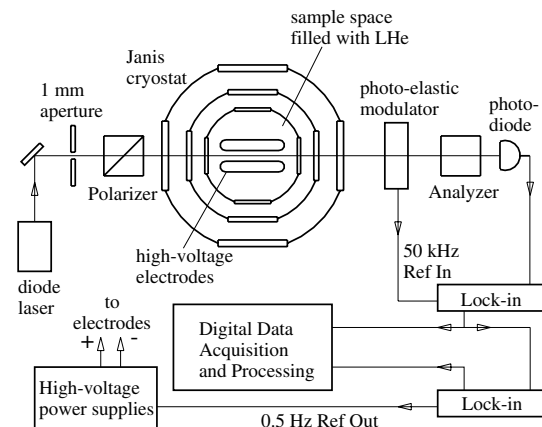 sample space
filled with LHe
Janis
cryostat
photo-elastic
modulator
photo-
diode
1 mm
aperture
Polarizer
Analyzer
high-voltage
electrodes
50 kHz
Ref In
diode
laser
to
electrodes
+ -
Lock-in
Digital Data
Acquisition
and Processing
High-voltage
power supplies
Lock-in
0.5 Hz Ref Out